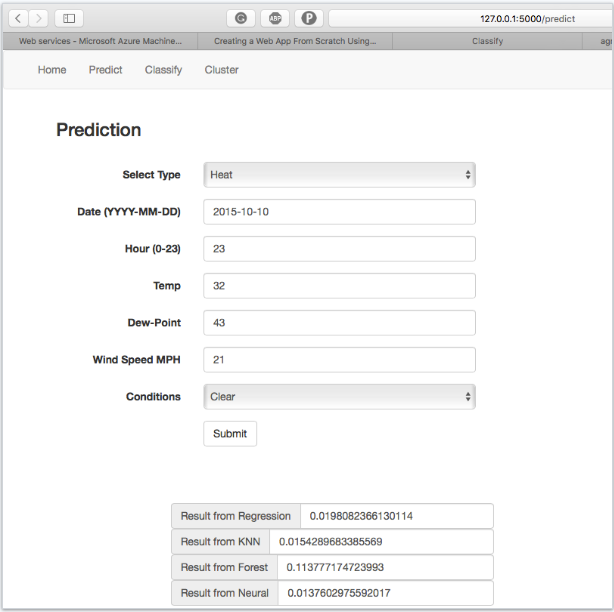 ABP
127.0.0.1:5000/predict
Web services - Microsoft Azure Machine... Creating a Web App From Scratch Using... Classify agr
Home Predict Classify Cluster
Prediction
Select Type Heat
Date (YYYY-MM-DD) 2015-10-10
Hour (0-23) 23
Temp 32
Dew-Point 43
Wind Speed MPH 21
Conditions Clear
Submit
Result from Regression 0.0198082366130114
Result from KNN 0.0154289683385569
Result from Forest 0.113777174723993
Result from Neural 0.0137602975592017